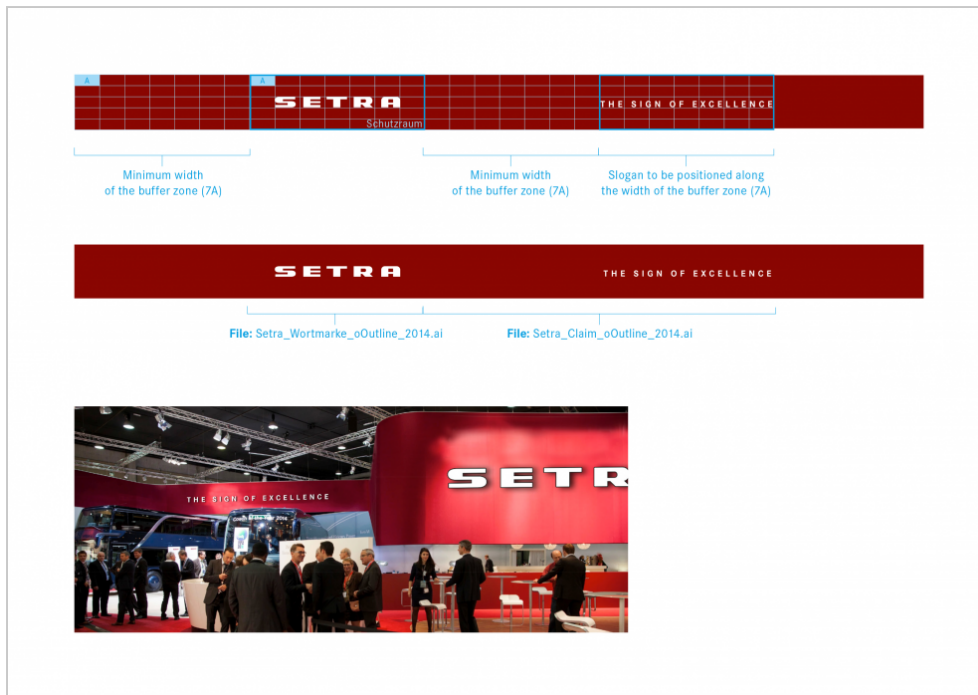 A
A
SETRA
THE SIGN OF EXCELLENCE
Schutzraum
Minimum width
of the buffer zone (7A)
Minimum width
of the buffer zone (7A)
Slogan to be positioned along
the width of the buffer zone (7A)
SETRA
THE SIGN OF EXCELLENCE
File: Setra_Wortmarke_oOutline_2014.ai
File: Setra_Claim_oOutline_2014.ai
SETR
THE SIGN OF EXCELLENCE